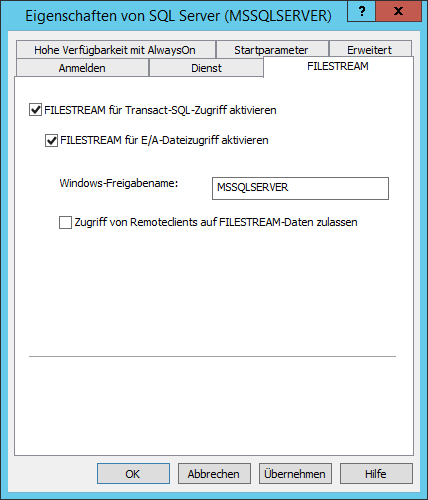 Eigenschaften von SQL Server (MSSQLSERVER)
? x
Hohe Verfügbarkeit mit AlwaysOn Startparameter Erweitert
Anmelden Dienst FILESTREAM
FILESTREAM für Transact-SQL-Zugriff aktivieren
FILESTREAM für E/A-Dateizugriff aktivieren
Windows-Freigabename: MSSQLSERVER
Zugriff von Remoteclients auf FILESTREAM-Daten zulassen
OK Abbrechen Übernehmen Hilfe